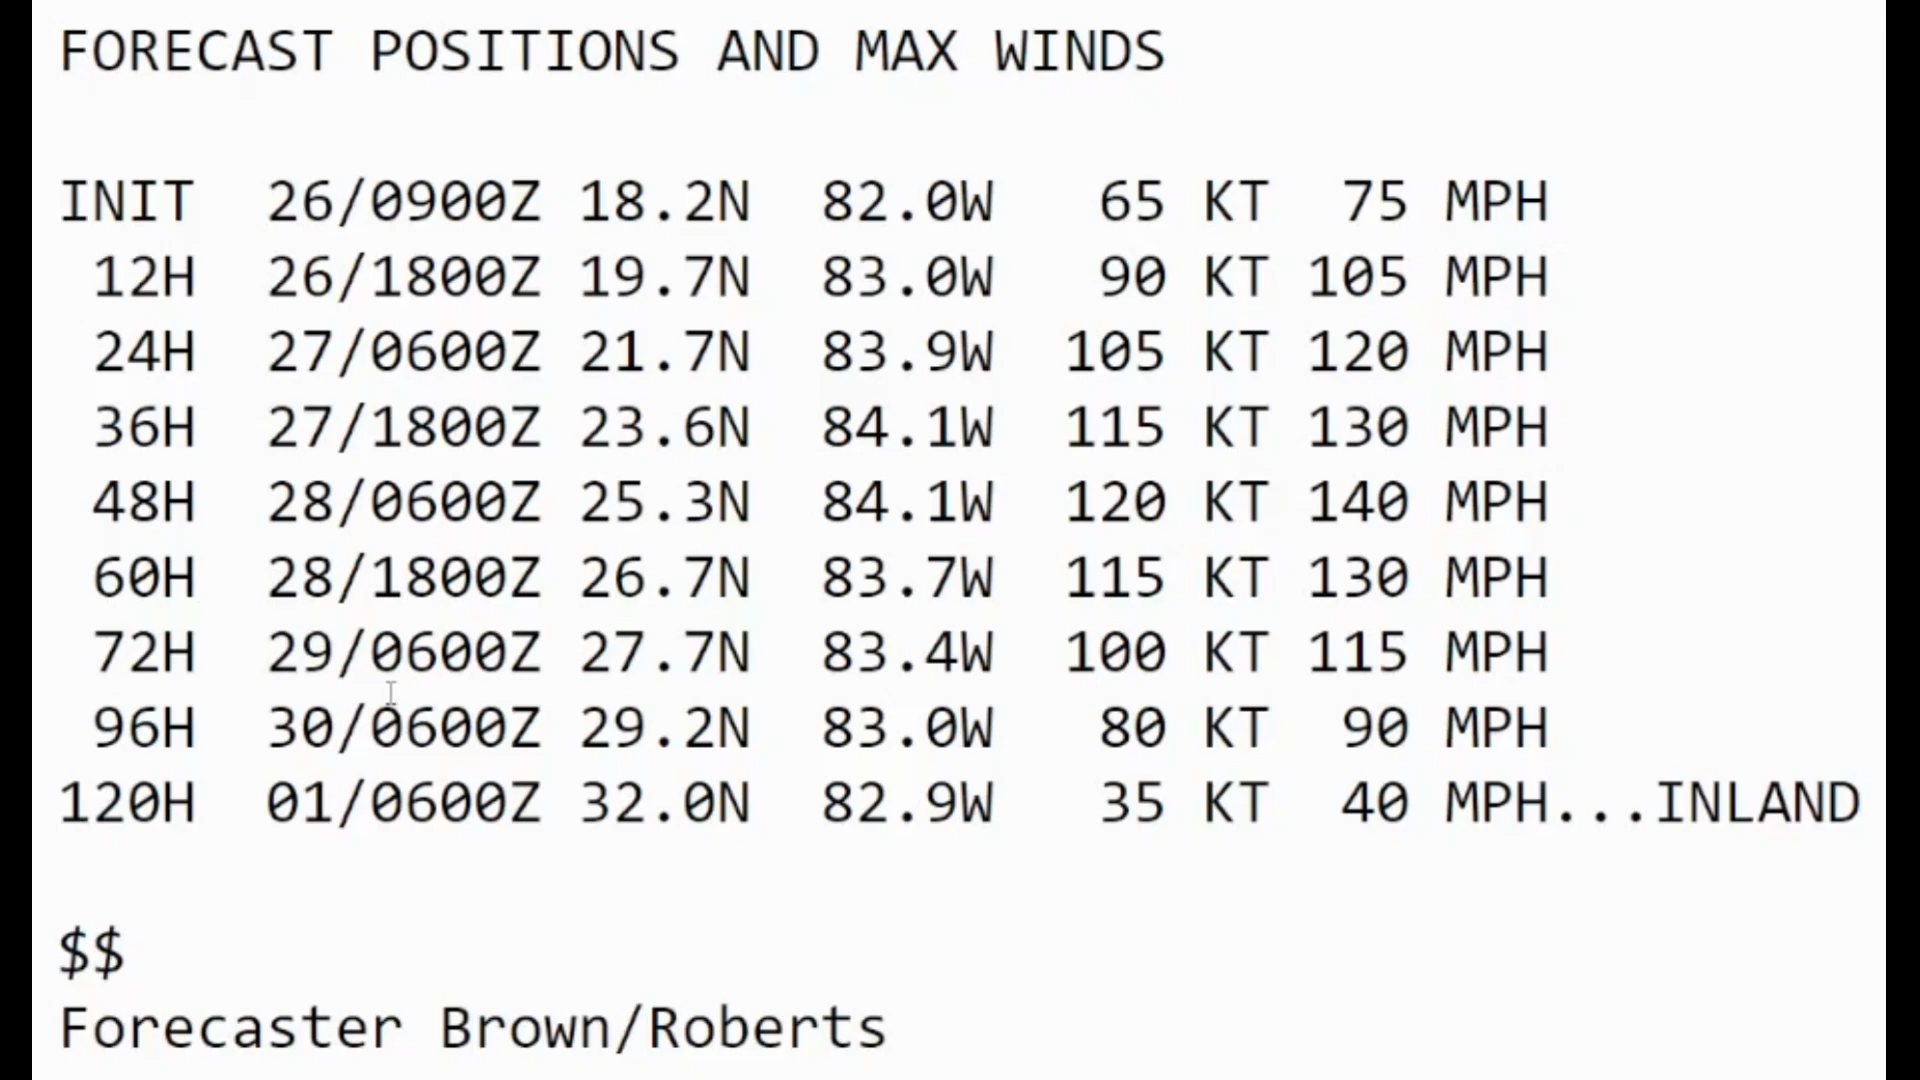 FORECAST POSITIONS AND MAX WINDS
INIT 26/0900Z 18.2N 82.0W 65 KT 75 MPH
12H 26/1800Z 19.7N 83.0W 90 KT 105 MPH
24H 27/0600Z 21.7N 83.9W 105 KT 120 MPH
36H 27/1800Z 23.6N 84.1W 115 KT 130 MPH
48H 28/0600Z 25.3N 84.1W 120 KT 140 MPH
60H 28/1800Z 26.7N 83.7W 115 KT 130 MPH
72H 29/0600Z 27.7N 83.4W 100 KT 115 MPH
96H 30/0600Z 29.2N 83.0W 80 KT 90 MPH
120H 01/0600Z 32.0N 82.9W 35 KT 40 MPH...INLAND
$$
Forecaster Brown/Roberts